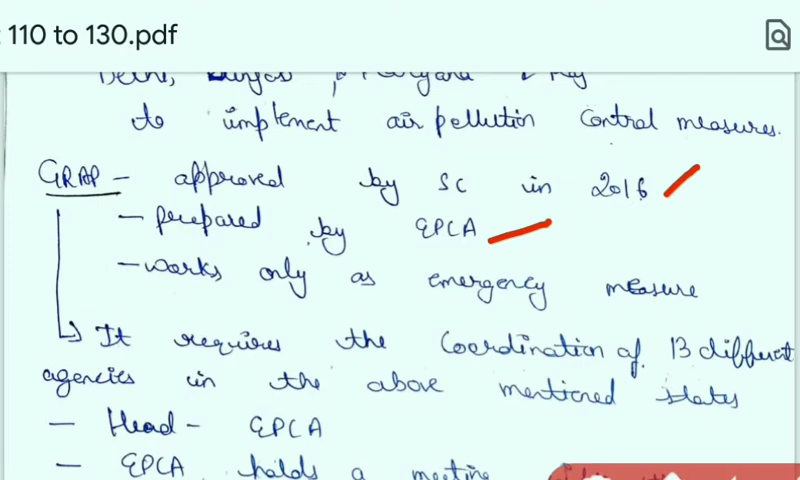 110 to 130.pdf
Delhi,
to implement air pollution control measures.
GRAP - approved by SC in 2016
- prepared by EPCA
- works only as emergency measure
It requires the coordination of 13 different
agencies in the above mentioned states
- Head - EPCA
- EPCA holds a meeting